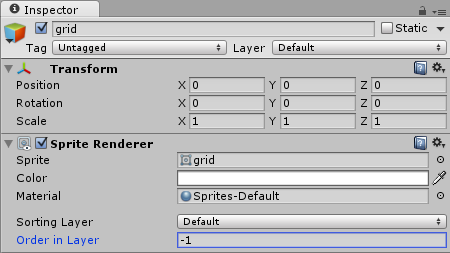 Inspector
grid Static
Tag Untagged Layer Default
Transform
Position X 0 Y 0 Z 0
Rotation X 0 Y 0 Z 0
Scale X 1 Y 1 Z 1
Sprite Renderer
Sprite grid
Color
Material Sprites-Default
Sorting Layer Default
Order in Layer -1